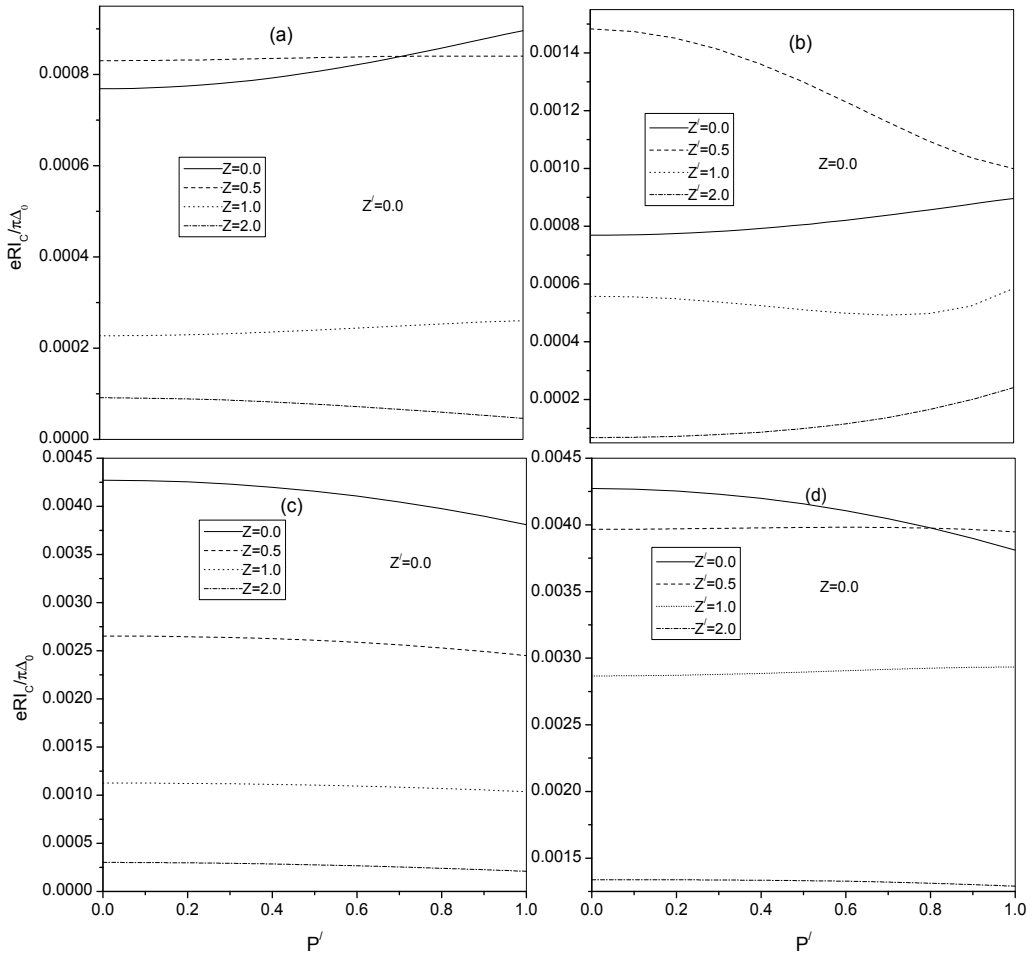 (a)
0.0008
0.0006
0.0004
0.0002
0.0000
eRI_C/πΔ_0
Z=0.0
Z=0.5
Z=1.0
Z=2.0
Z/=0.0
(b)
0.0014
0.0012
0.0010
0.0008
0.0006
0.0004
0.0002
Z/=0.0
Z/=0.5
Z/=1.0
Z/=2.0
Z=0.0
(c)
0.0045
0.0040
0.0035
0.0030
0.0025
0.0020
0.0015
0.0010
0.0005
0.0000
eRI_C/πΔ_0
Z=0.0
Z=0.5
Z=1.0
Z=2.0
Z/=0.0
0.0 0.2 0.4 0.6 0.8 1.0
P/
(d)
0.0045
0.0040
0.0035
0.0030
0.0025
0.0020
0.0015
Z/=0.0
Z/=0.5
Z/=1.0
Z/=2.0
Z=0.0
0.0 0.2 0.4 0.6 0.8 1.0
P/